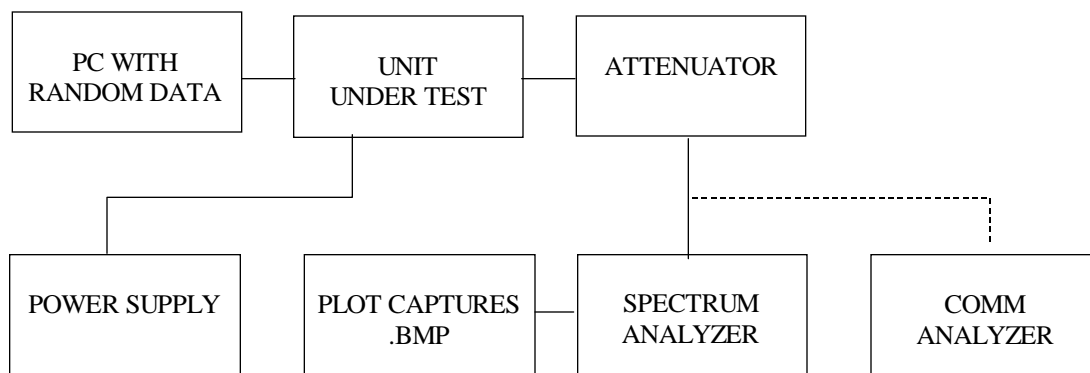 PC WITH
RANDOM DATA
UNIT
UNDER TEST
ATTENUATOR
POWER SUPPLY
PLOT CAPTURES
.BMP
SPECTRUM
ANALYZER
COMM
ANALYZER